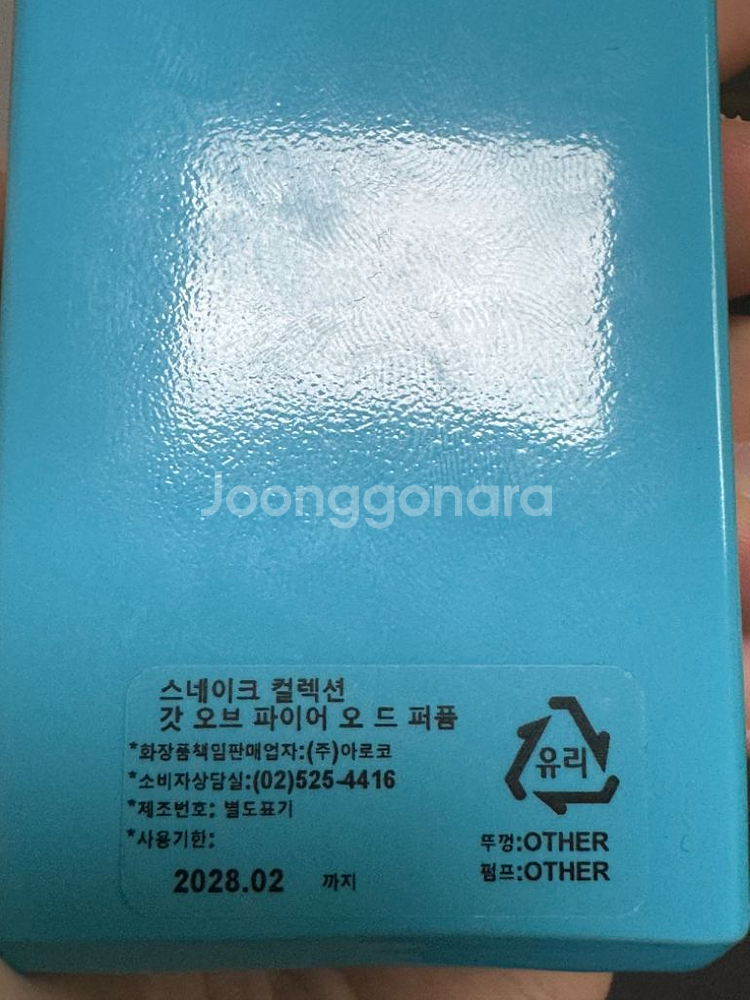 Joonggonara
스네이크 컬렉션
갓 오브 파이어 오 드 퍼퓸
*화장품책임판매업자:(주)아로코
*소비자상담실:(02)525-4416
*제조번호: 별도표기
*사용기한:
2028.02 까지
유리
뚜껑:OTHER
펌프:OTHER